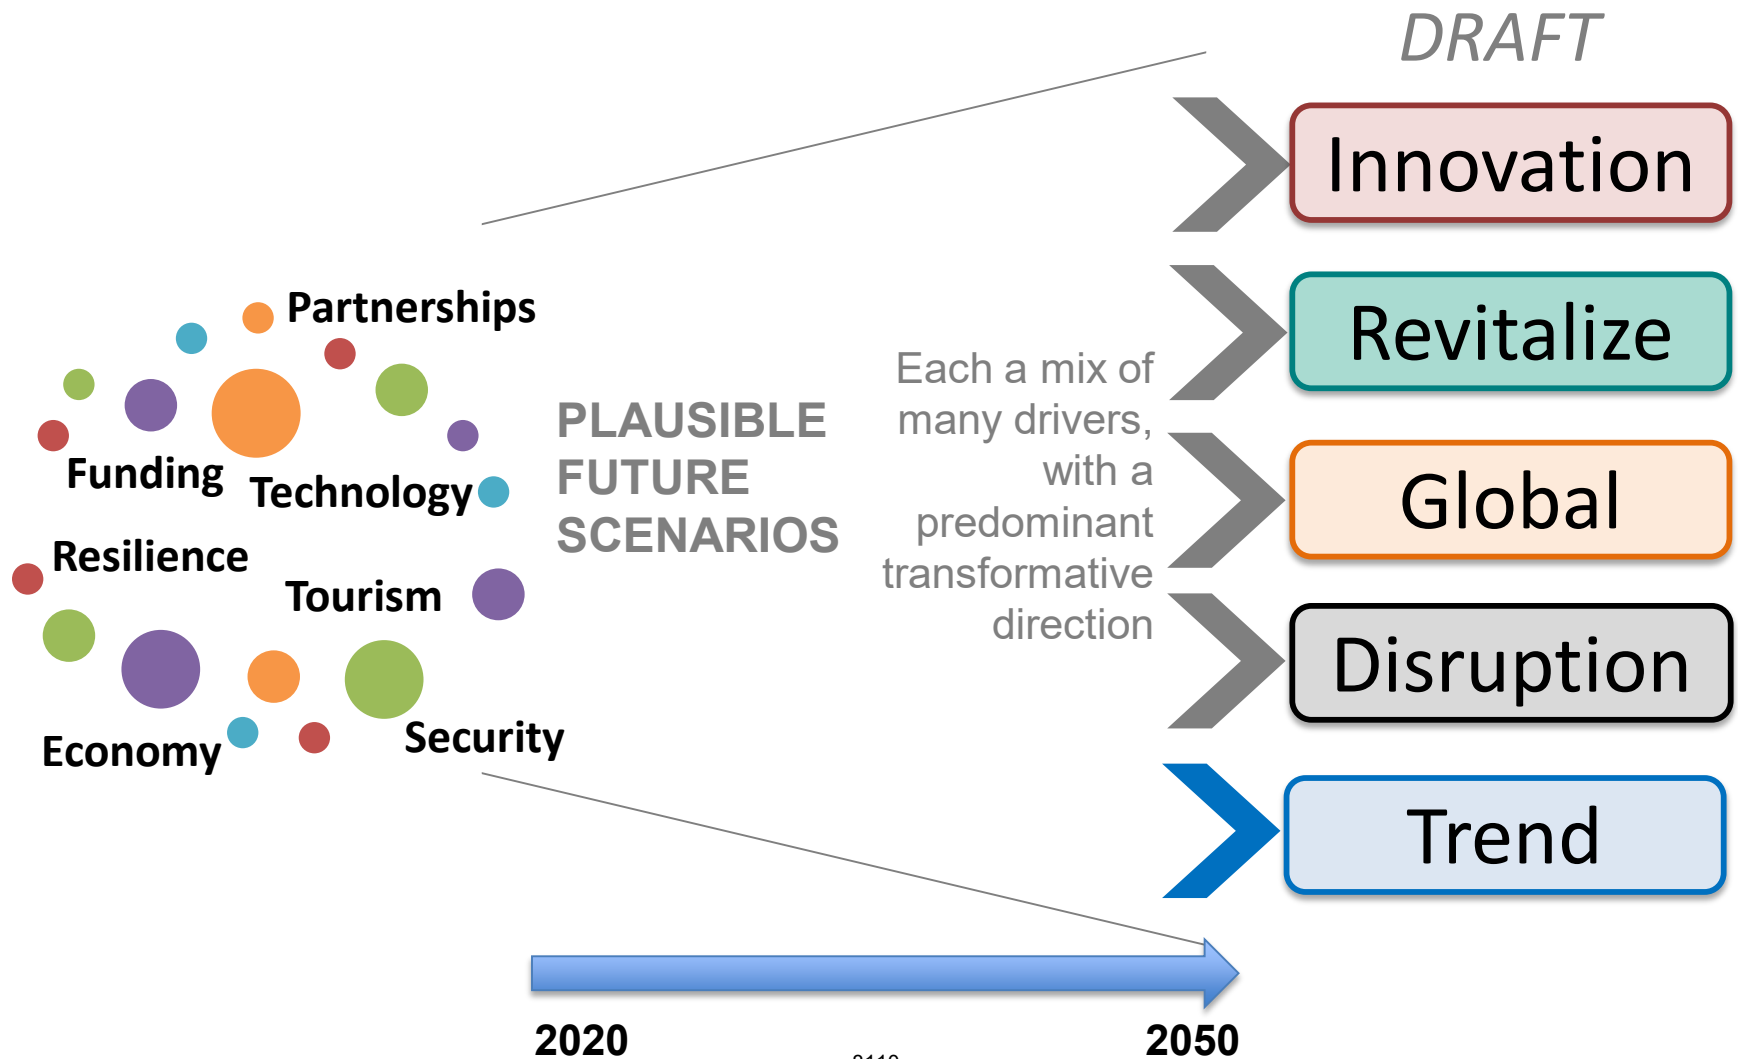 DRAFT
Innovation
Revitalize
Global
Disruption
Trend
Partnerships
Funding
Technology
Resilience
Tourism
Economy
Security
PLAUSIBLE
FUTURE
SCENARIOS
Each a mix of
many drivers,
with a
predominant
transformative
direction
2020
2050